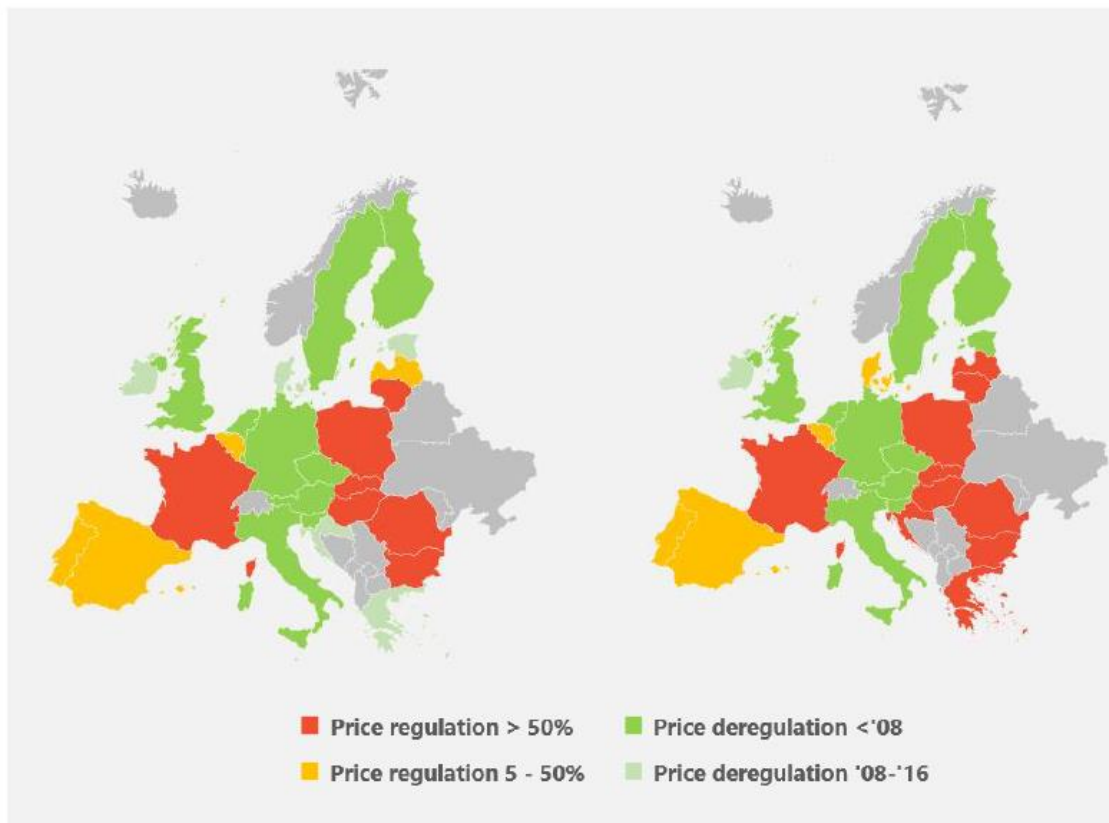 Price regulation > 50%
Price deregulation <'08
Price regulation 5 - 50%
Price deregulation '08-'16